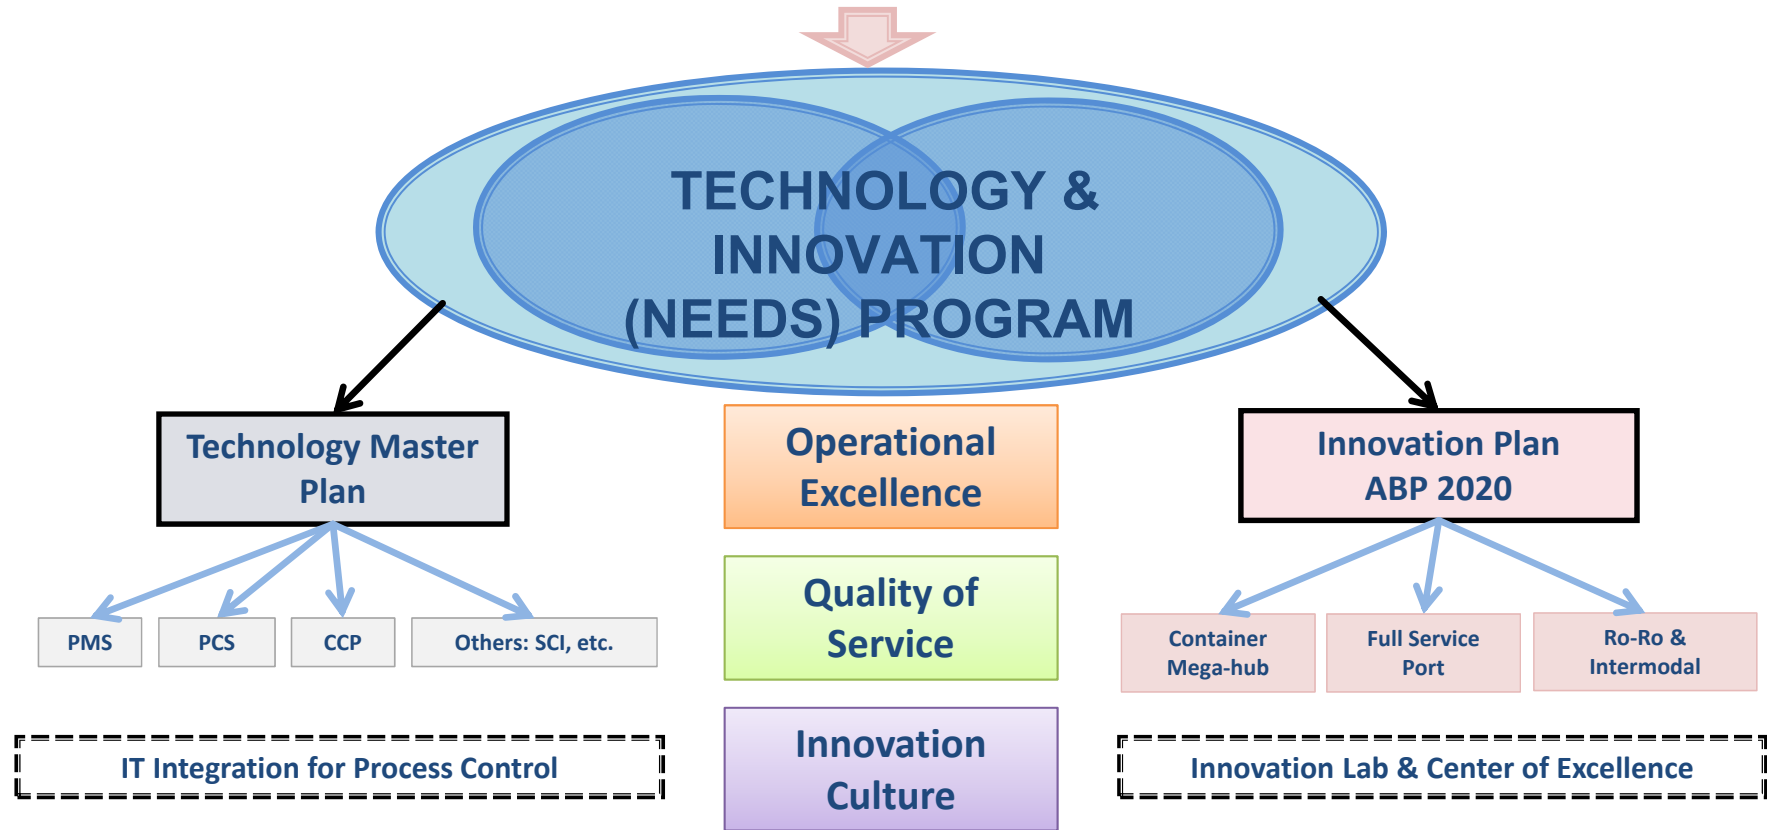 TECHNOLOGY &
INNOVATION
(NEEDS) PROGRAM
Technology Master
Plan
PMS
PCS
CCP
Others: SCI, etc.
IT Integration for Process Control
Operational
Excellence
Quality of
Service
Innovation
Culture
Innovation Plan
ABP 2020
Container
Mega-hub
Full Service
Port
Ro-Ro &
Intermodal
Innovation Lab & Center of Excellence